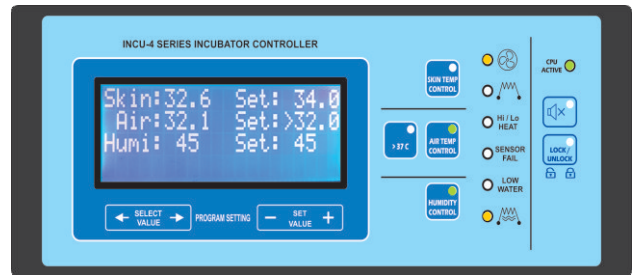 INCU-4 SERIES INCUBATOR CONTROLLER
Skin:32.6 Set: 34.0
Air:32.1 Set:>32.0
Humi: 45 Set: 45
SELECT VALUE
PROGRAM SETTING
SET VALUE
SKIN TEMP
CONTROL
>37 C
AIR TEMP
CONTROL
HUMIDITY
CONTROL
Hi / Lo
HEAT
SENSOR
FAIL
LOW
WATER
CPU
ACTIVE
LOCK/
UNLOCK